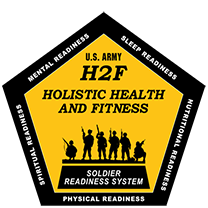 MENTAL READINESS
SLEEP READINESS
U.S. ARMY
H2F
HOLISTIC HEALTH
AND FITNESS
SPIRITUAL READINESS
NUTRITIONAL READINESS
SOLDIER
READINESS SYSTEM
PHYSICAL READINESS